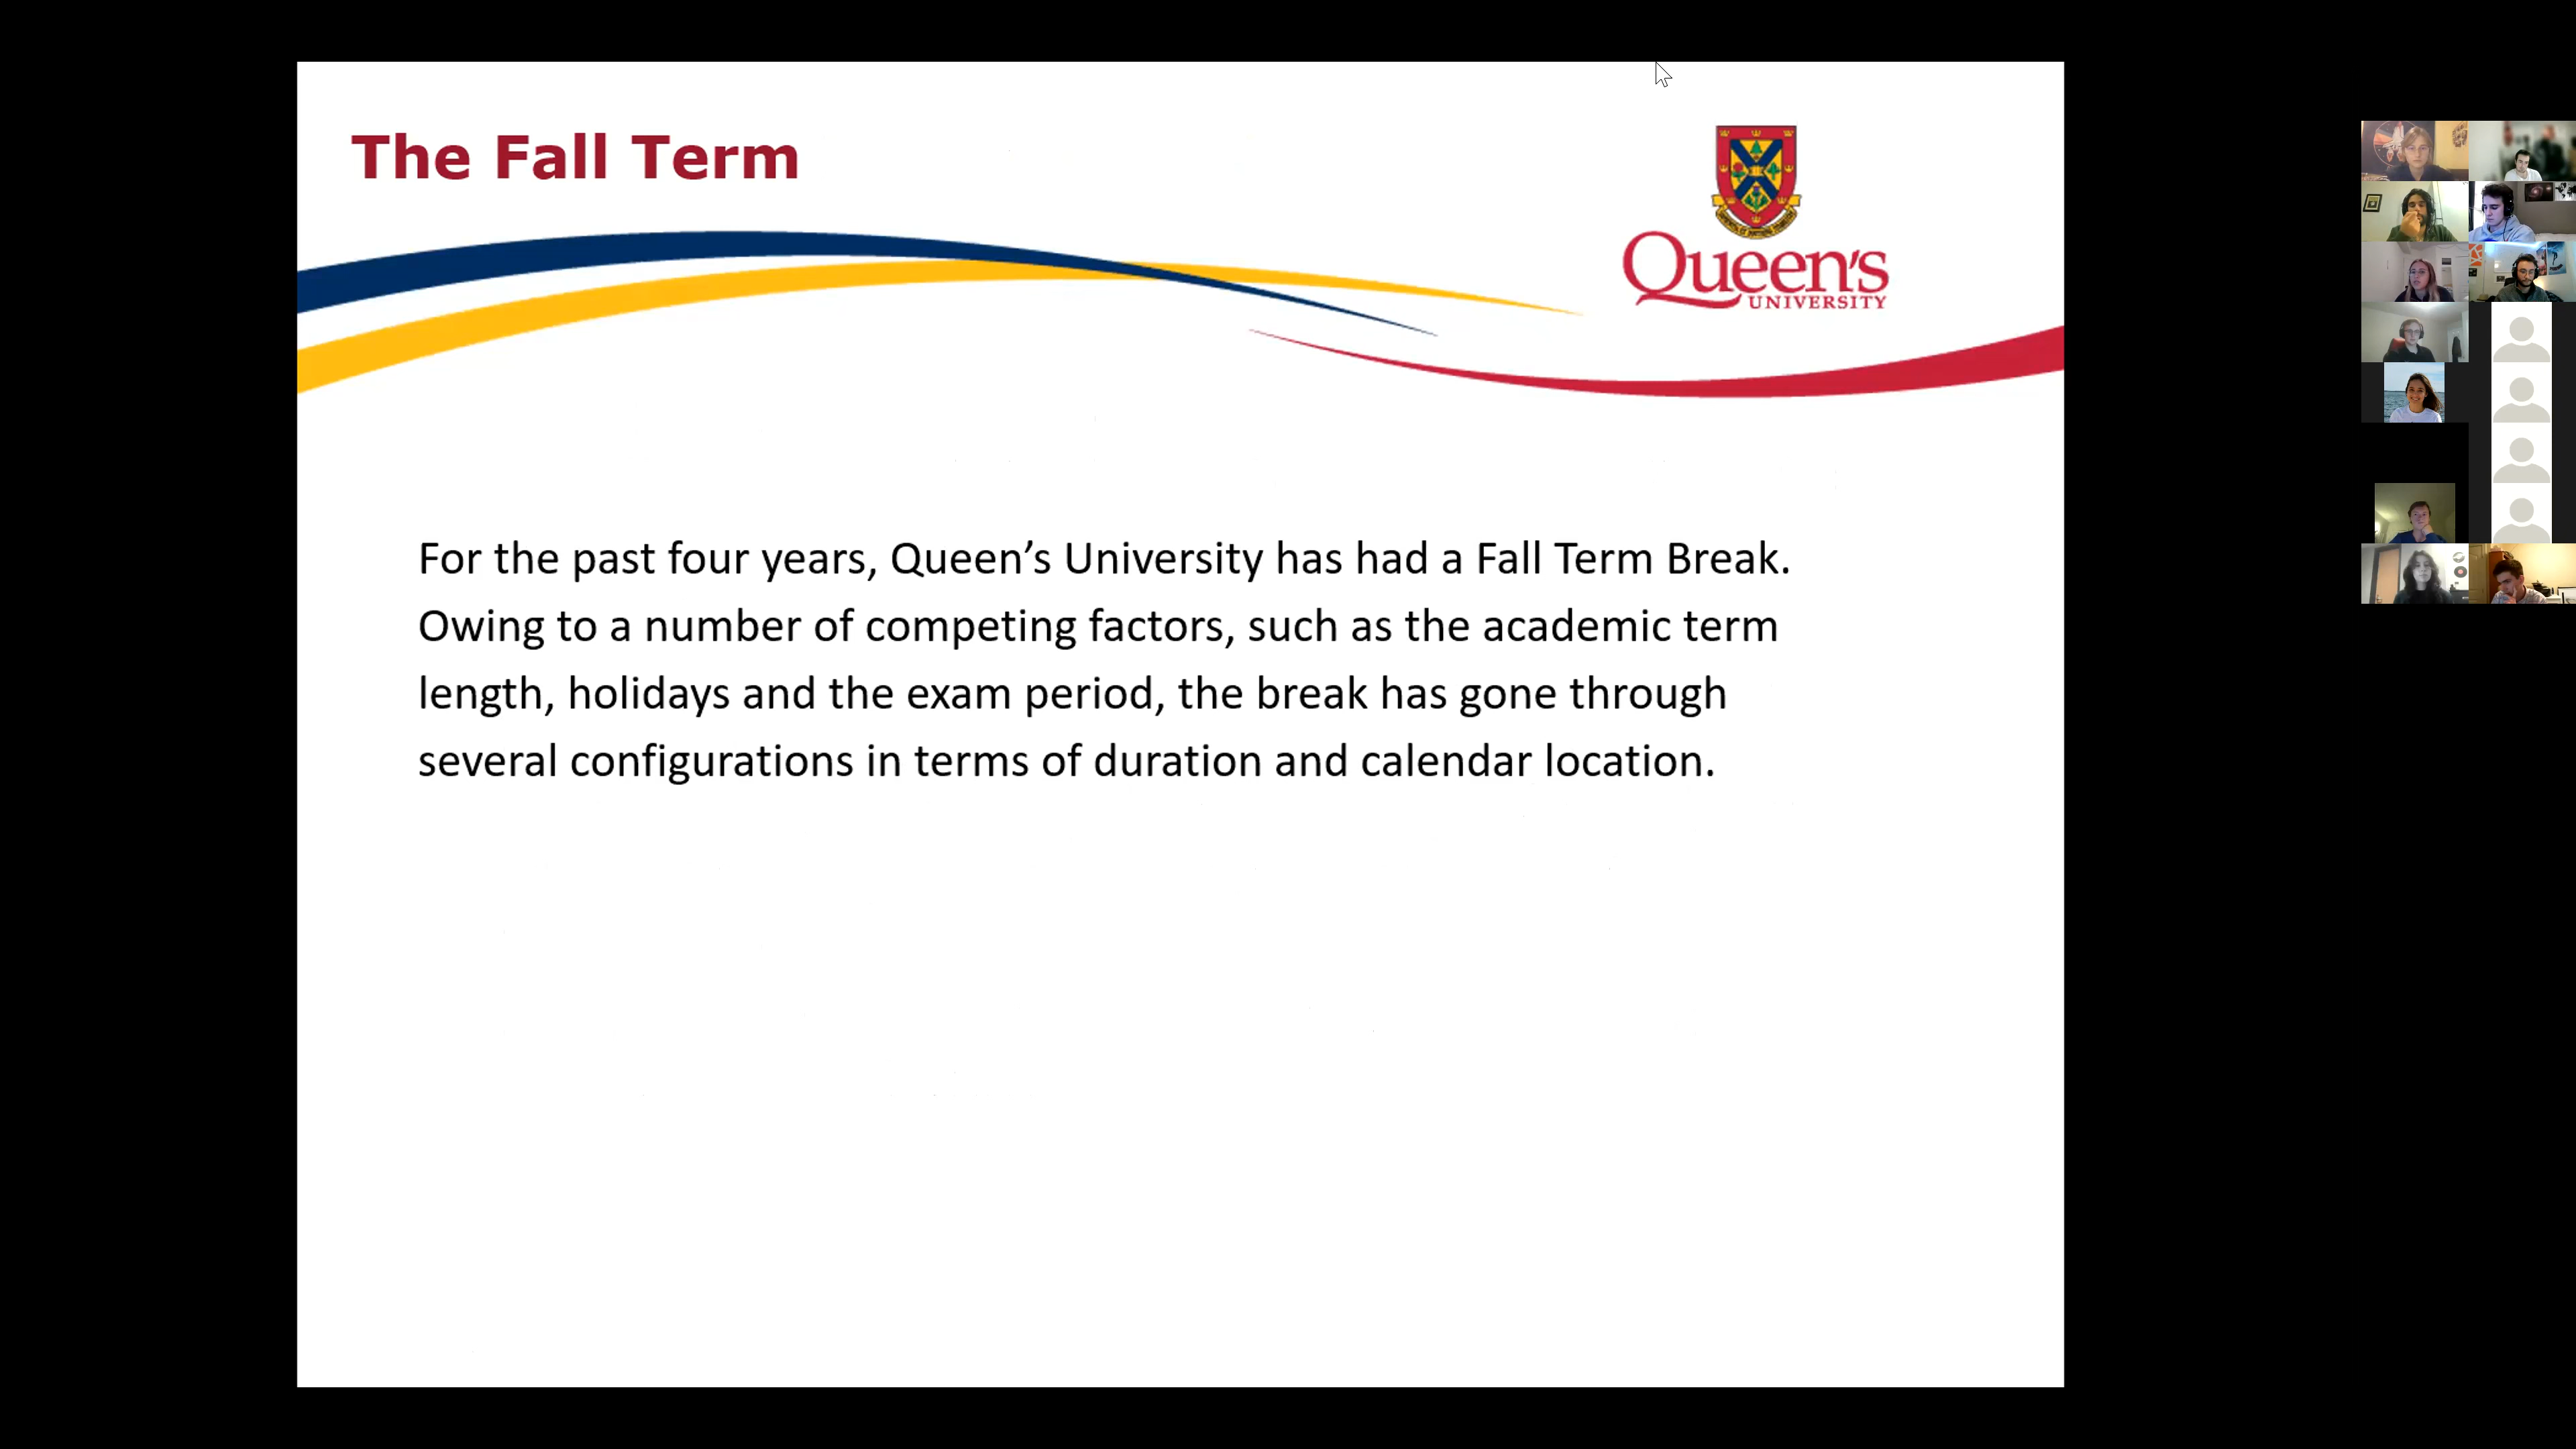 The Fall Term
Queen's
UNIVERSITY
For the past four years, Queen’s University has had a Fall Term Break.
Owing to a number of competing factors, such as the academic term
length, holidays and the exam period, the break has gone through
several configurations in terms of duration and calendar location.